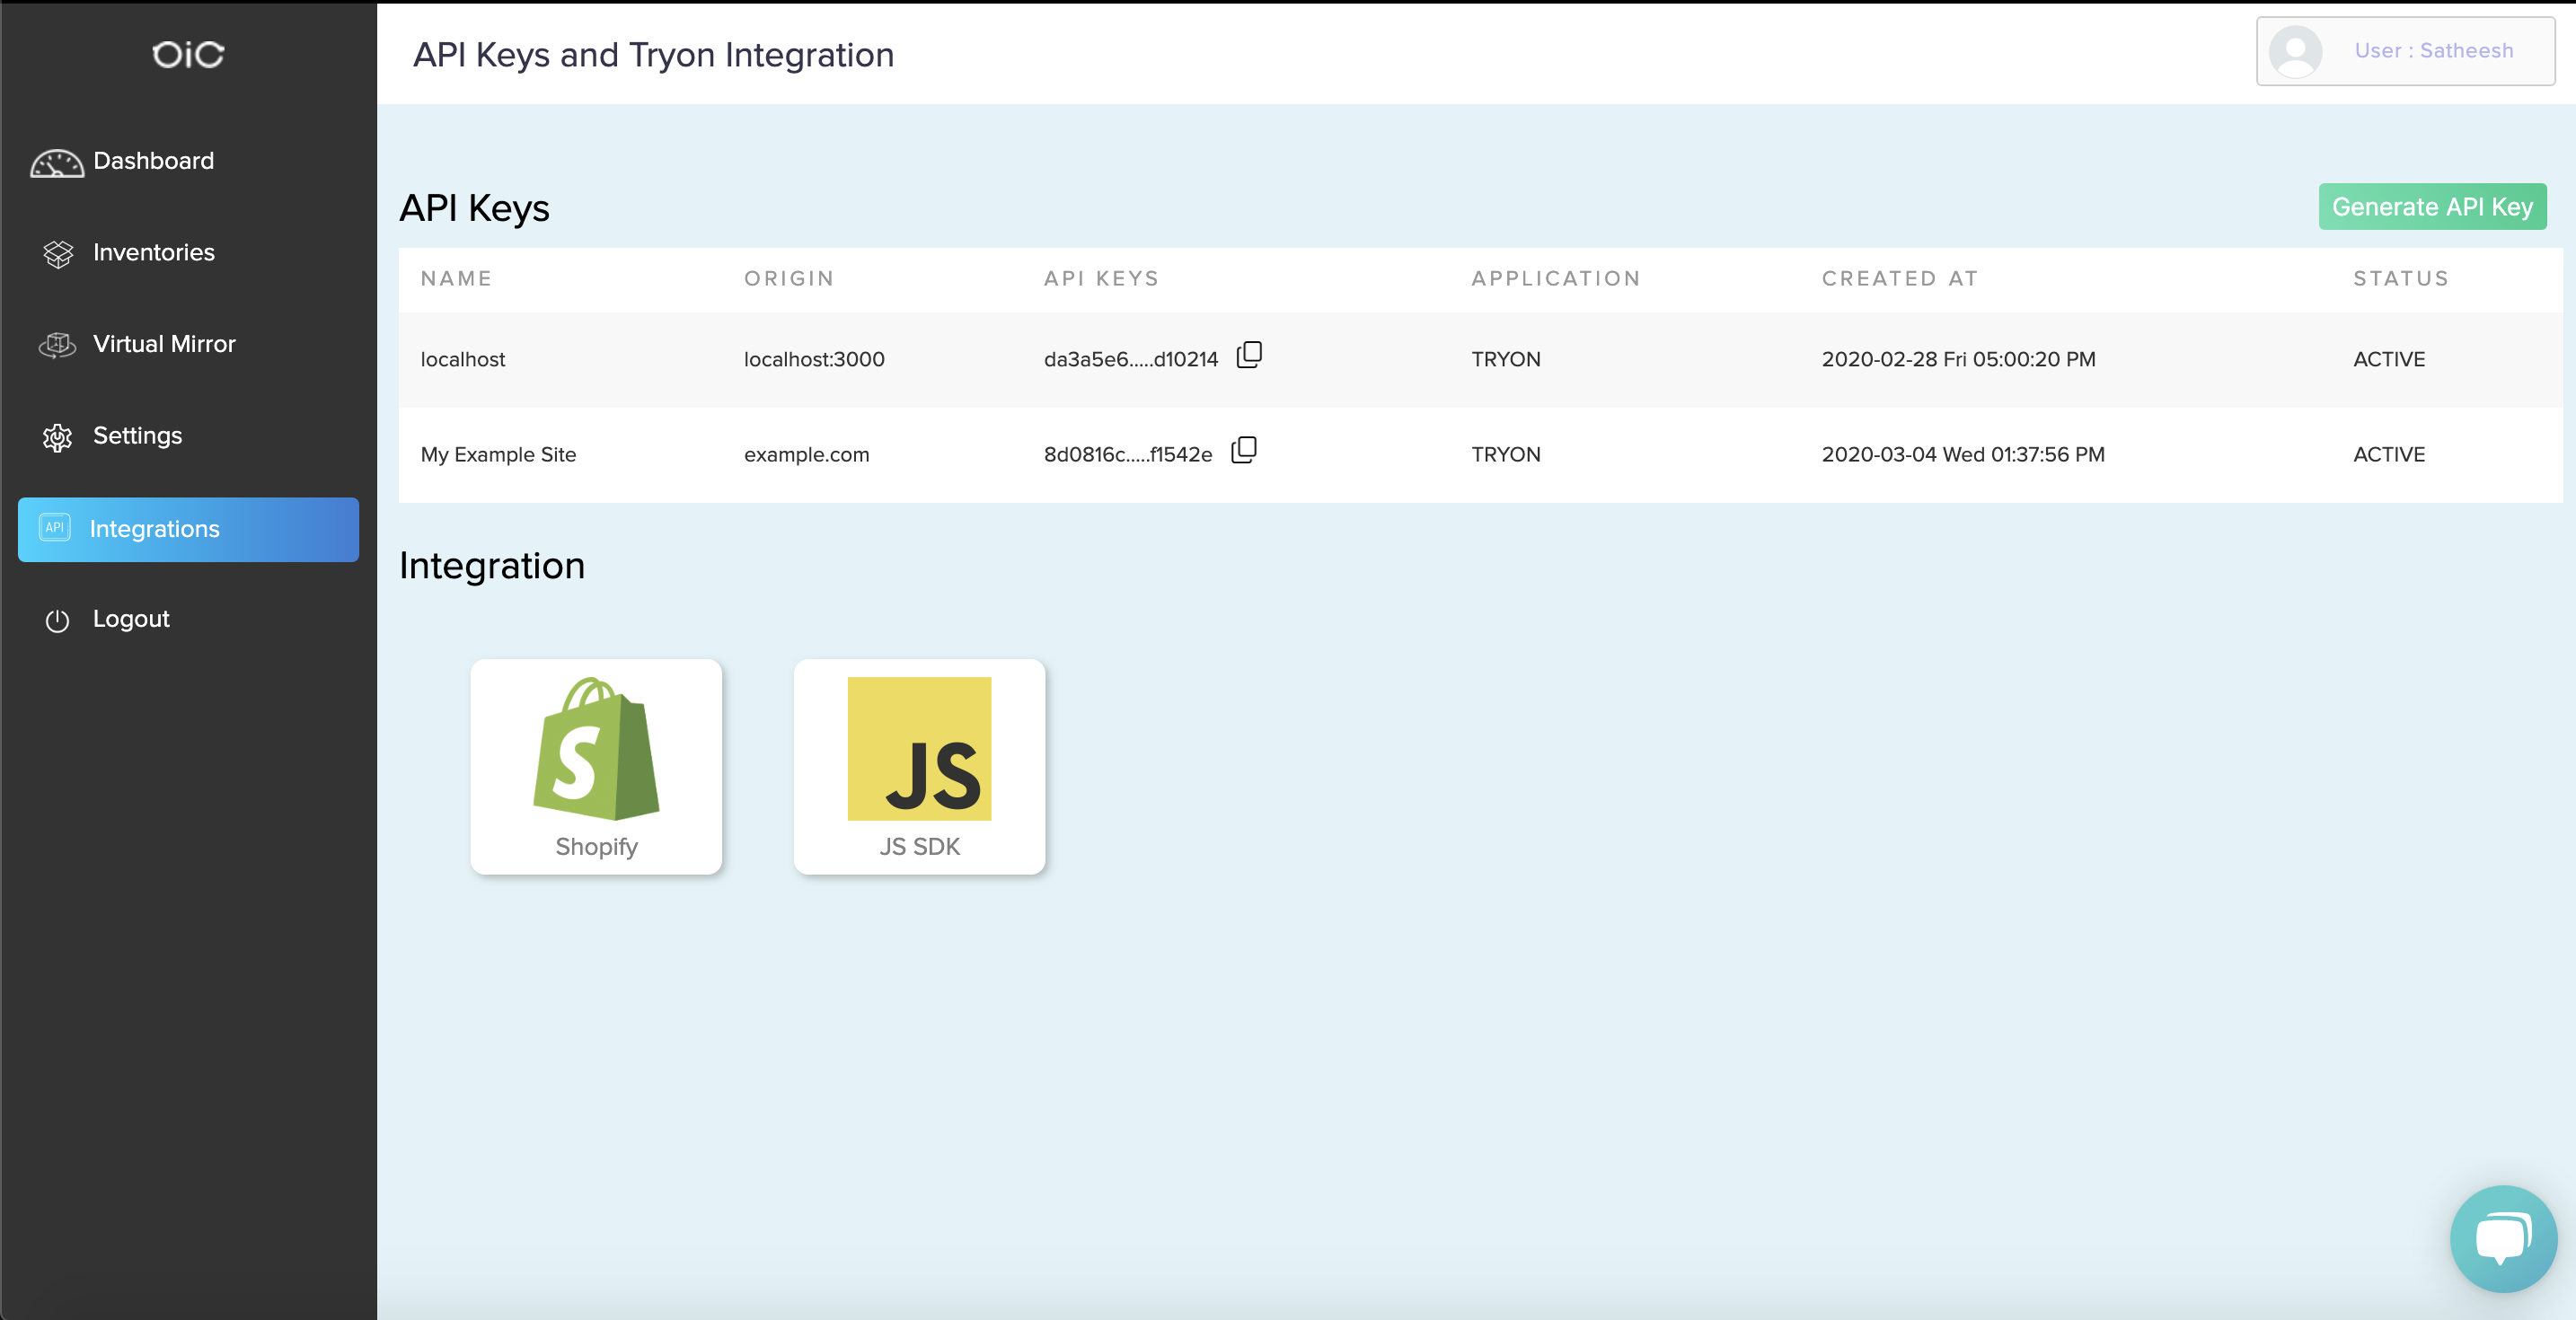 OiC
API Keys and Tryon Integration
User : Satheesh
Dashboard
Inventories
Virtual Mirror
Settings
API Integrations
Logout
API Keys
Generate API Key
NAME ORIGIN API KEYS APPLICATION CREATED AT STATUS
localhost localhost:3000 da3a5e6.....d10214 TRYON 2020-02-28 Fri 05:00:20 PM ACTIVE
My Example Site example.com 8d0816c.....f1542e TRYON 2020-03-04 Wed 01:37:56 PM ACTIVE
Integration
S
Shopify
JS
JS SDK